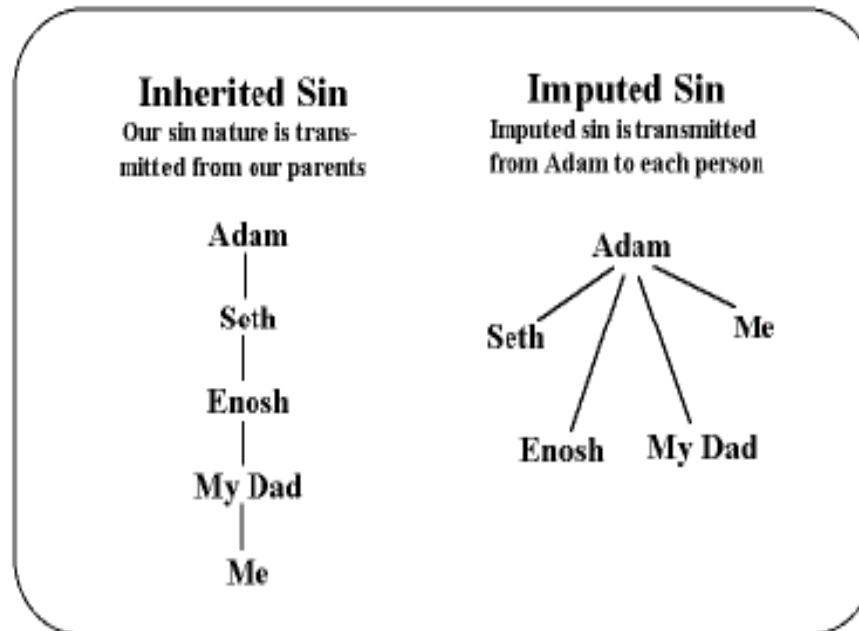 Inherited Sin
Our sin nature is trans-
mitted from our parents
Adam
Seth
Enosh
My Dad
Me
Imputed Sin
Imputed sin is transmitted
from Adam to each person
Adam
Seth
Me
Enosh
My Dad